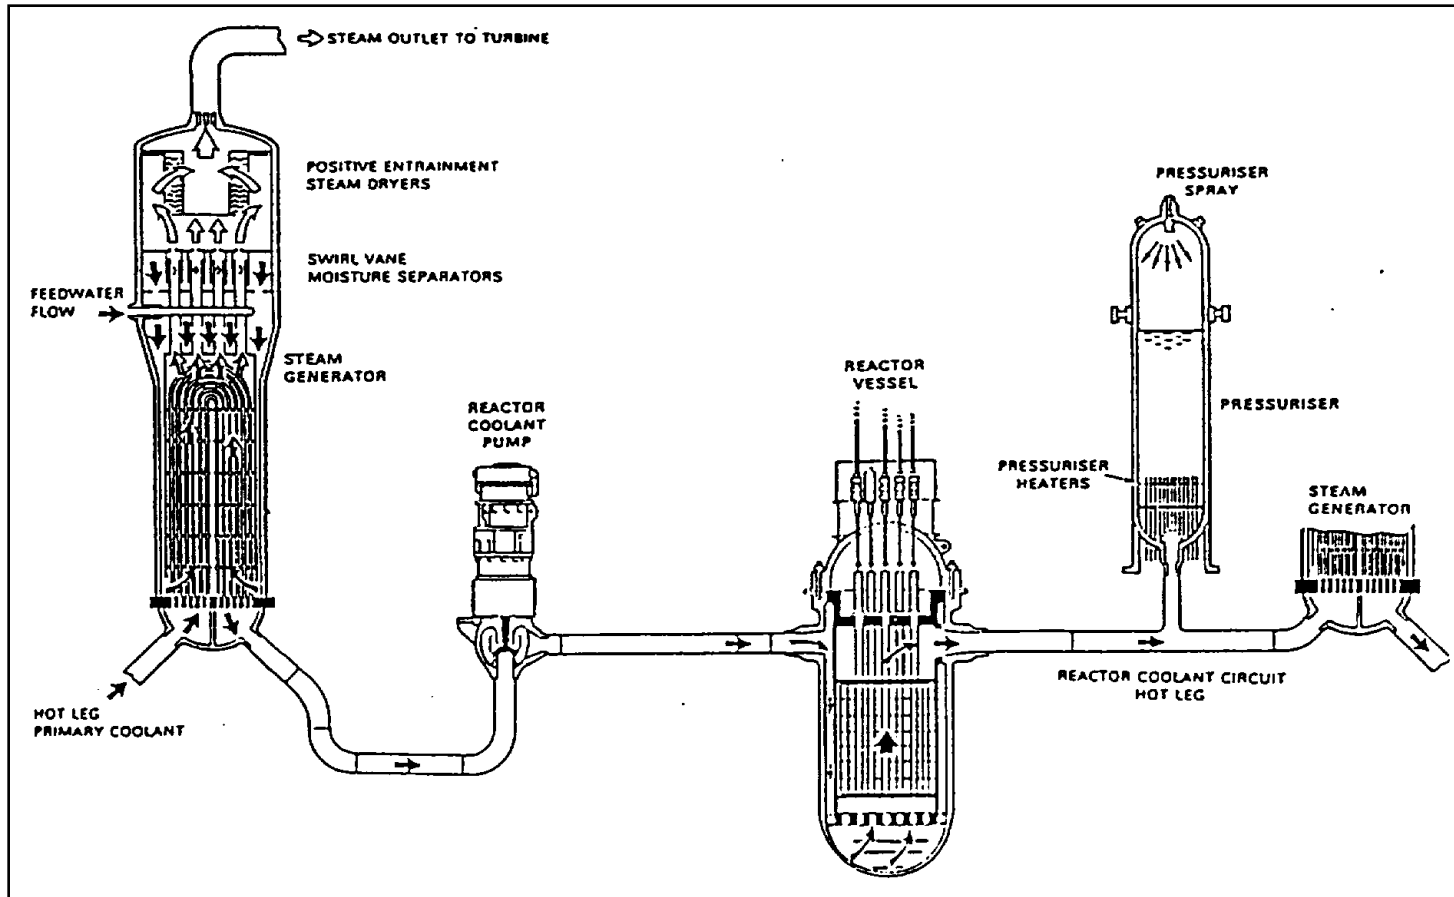 STEAM OUTLET TO TURBINE
POSITIVE ENTRAINMENT
STEAM DRYERS
SWIRL VANE
MOISTURE SEPARATORS
FEEDWATER
FLOW
STEAM
GENERATOR
REACTOR
COOLANT
PUMP
HOT LEG
PRIMARY COOLANT
REACTOR
VESSEL
PRESSURISER
SPRAY
PRESSURISER
PRESSURISER
HEATERS
STEAM
GENERATOR
REACTOR COOLANT CIRCUIT
HOT LEG